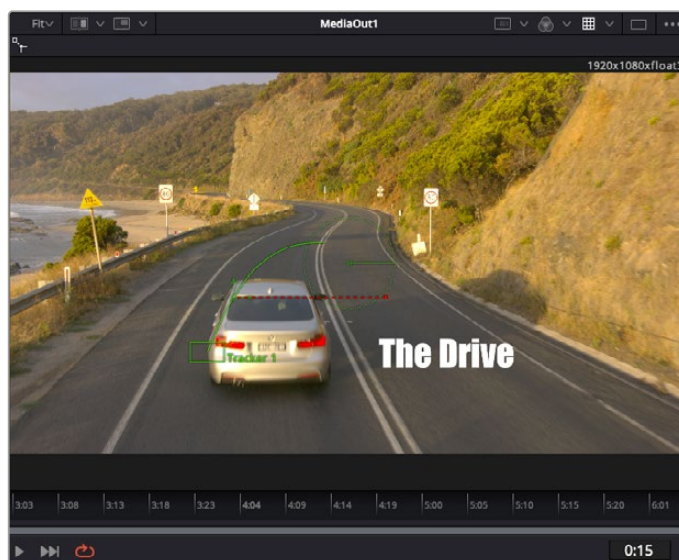 Fit
MediaOut1
1920x1080xfloat3
The Drive
Tracker 1
3:03 3:08 3:13 3:18 3:23 4:04 4:09 4:14 4:19 5:00 5:05 5:10 5:15 5:20 6:01
0:15